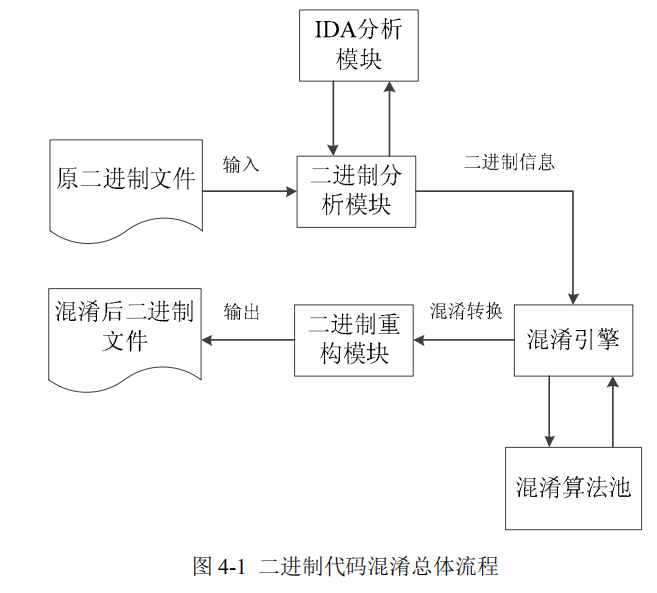 IDA分析
模块
原二进制文件
输入
二进制分
析模块
二进制信息
混淆后二进制
文件
输出
二进制重
构模块
混淆转换
混淆引擎
混淆算法池
图 4-1 二进制代码混淆总体流程